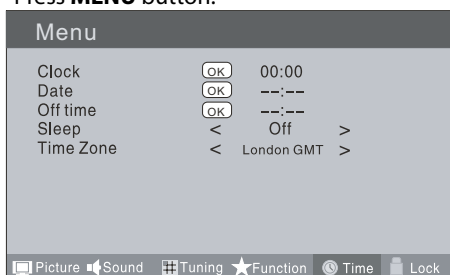 Press MENU button.
Menu
Clock OK 00:00
Date OK --:--
Off time OK --:--
Sleep < Off >
Time Zone < London GMT >
Picture Sound Tuning Function Time Lock